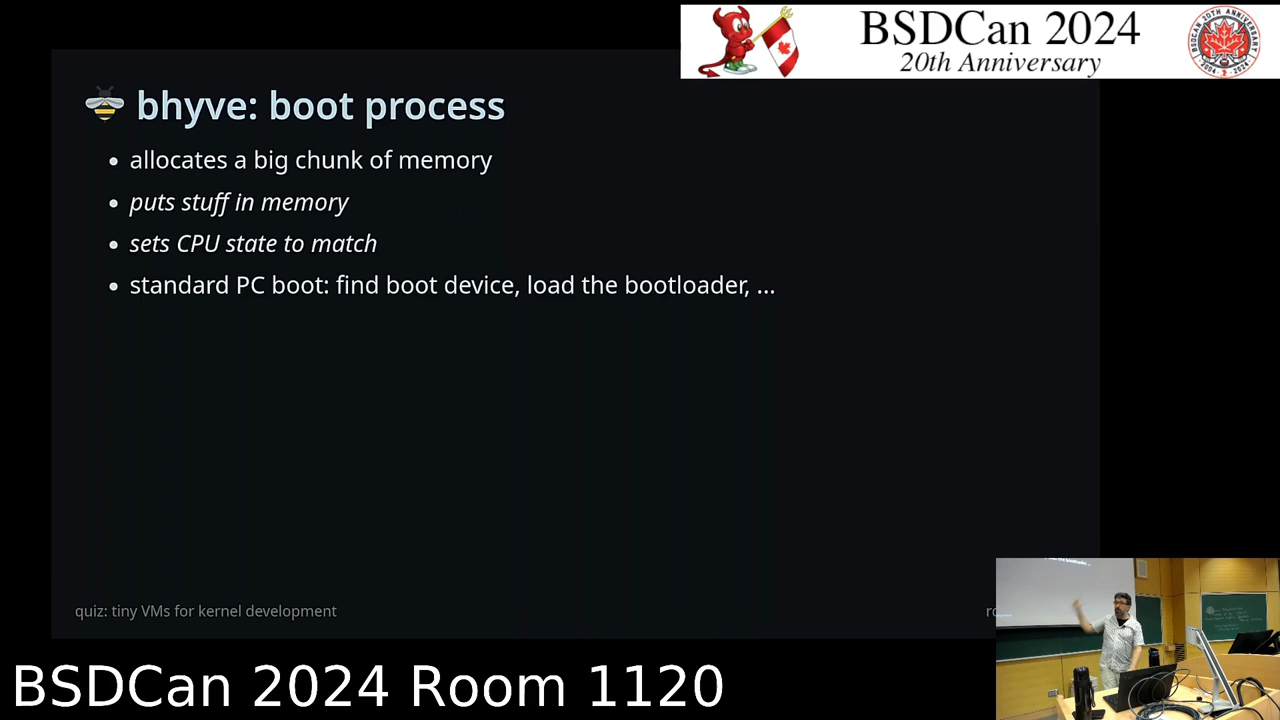 BSDCan 2024
20th Anniversary
bhyve: boot process
• allocates a big chunk of memory
• puts stuff in memory
• sets CPU state to match
• standard PC boot: find boot device, load the bootloader, ...
quiz: tiny VMs for kernel development
BSDCan 2024 Room 1120